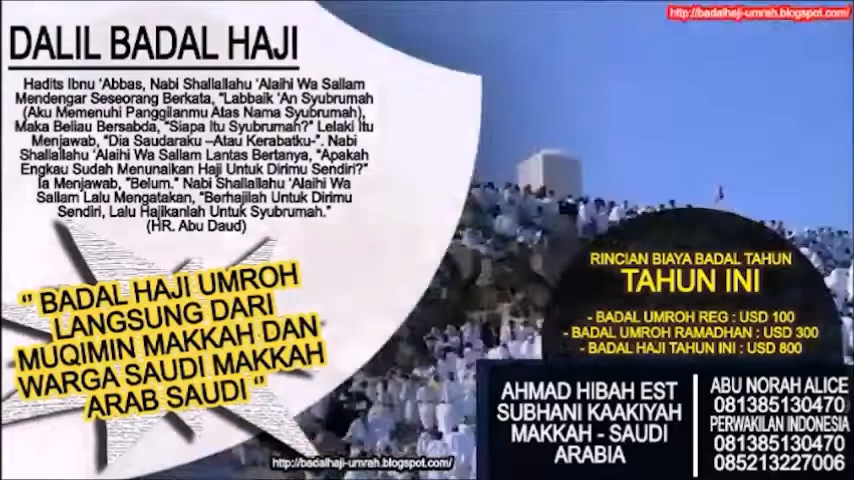 http://badalhaji-umrah.blogspot.com/
DALIL BADAL HAJI
Hadits Ibnu 'Abbas, Nabi Shallallahu 'Alaihi Wa Sallam
Mendengar Seseorang Berkata, "Labbaik 'An Syubrumah
(Aku Memenuhi Panggilanmu Atas Nama Syubrumah),
Maka Beliau Bersabda, "Siapa Itu Syubrumah?" Lelaki Itu
Menjawab, "Dia Saudaraku –Atau Kerabatku-". Nabi
Shallallahu 'Alaihi Wa Sallam Lantas Bertanya, "Apakah
Engkau Sudah Menunaikan Haji Untuk Dirimu Sendiri?"
Ia Menjawab, "Belum." Nabi Shallallahu 'Alaihi Wa
Sallam Lalu Mengatakan, "Berhajilah Untuk Dirimu
Sendiri, Lalu Hajikanlah Untuk Syubrumah."
(HR. Abu Daud)
" BADAL HAJI UMROH
LANGSUNG DARI
MUQIMIN MAKKAH DAN
WARGA SAUDI MAKKAH
ARAB SAUDI "
RINCIAN BIAYA BADAL TAHUN
TAHUN INI
- BADAL UMROH REG : USD 100
- BADAL UMROH RAMADHAN : USD 300
- BADAL HAJI TAHUN INI : USD 800
AHMAD HIBAH EST
SUBHANI KAAKIYAH
MAKKAH - SAUDI
ARABIA
ABU NORAH ALICE
081385130470
PERWAKILAN INDONESIA
081385130470
085213227006
http://badalhaji-umrah.blogspot.com/